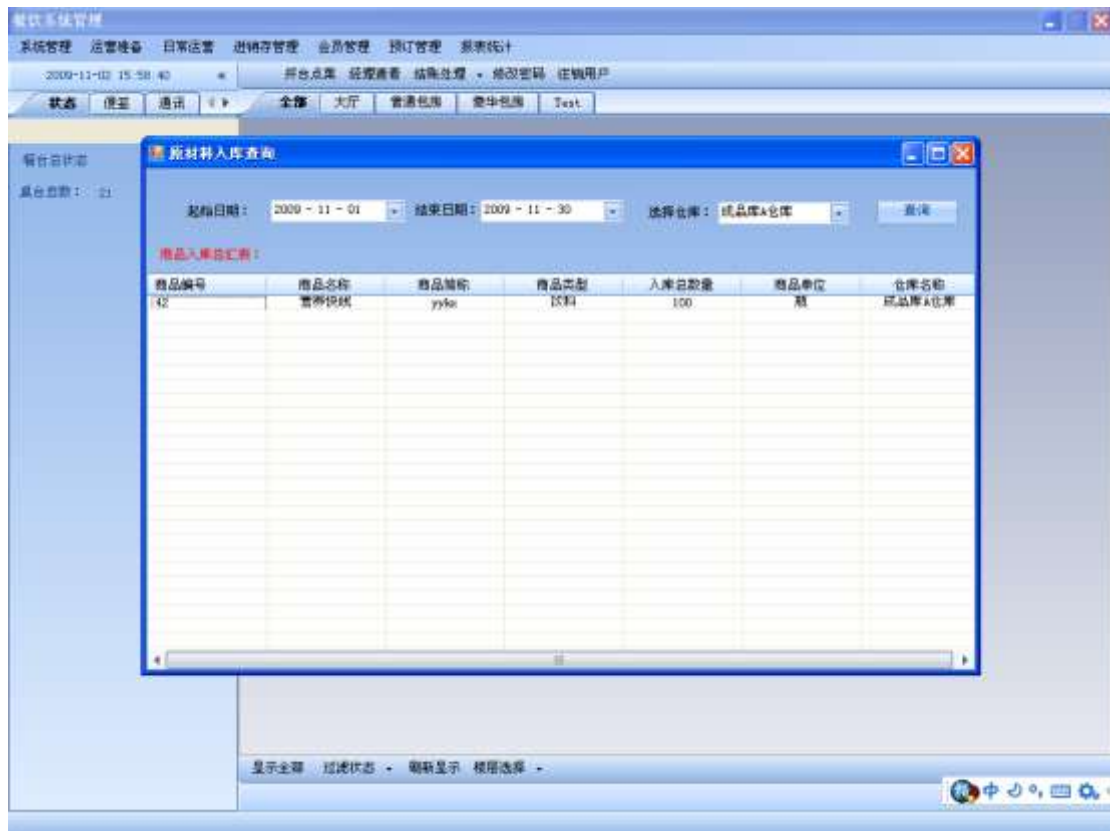 餐饮系统管理
系统管理 运营准备 日常运营 进销存管理 会员管理 预订管理 报表统计
2009-11-02 15:58:40 « 开台点菜 经理查看 结账处理 修改密码 注销用户
状态 便签 通讯 全部 大厅 普通包房 豪华包房 Test
餐台总状态
桌台总数： 21
原材料入库查询
起始日期： 2009 - 11 - 01 结束日期： 2009 - 11 - 30 选择仓库： 成品库A仓库 查询
商品入库总汇表：
商品编号 商品名称 商品简称 商品类型 入库总数量 商品单位 仓库名称
42 营养快线 yykx 饮料 100 瓶 成品库A仓库
显示全部 过滤状态 刷新显示 楼层选择
中